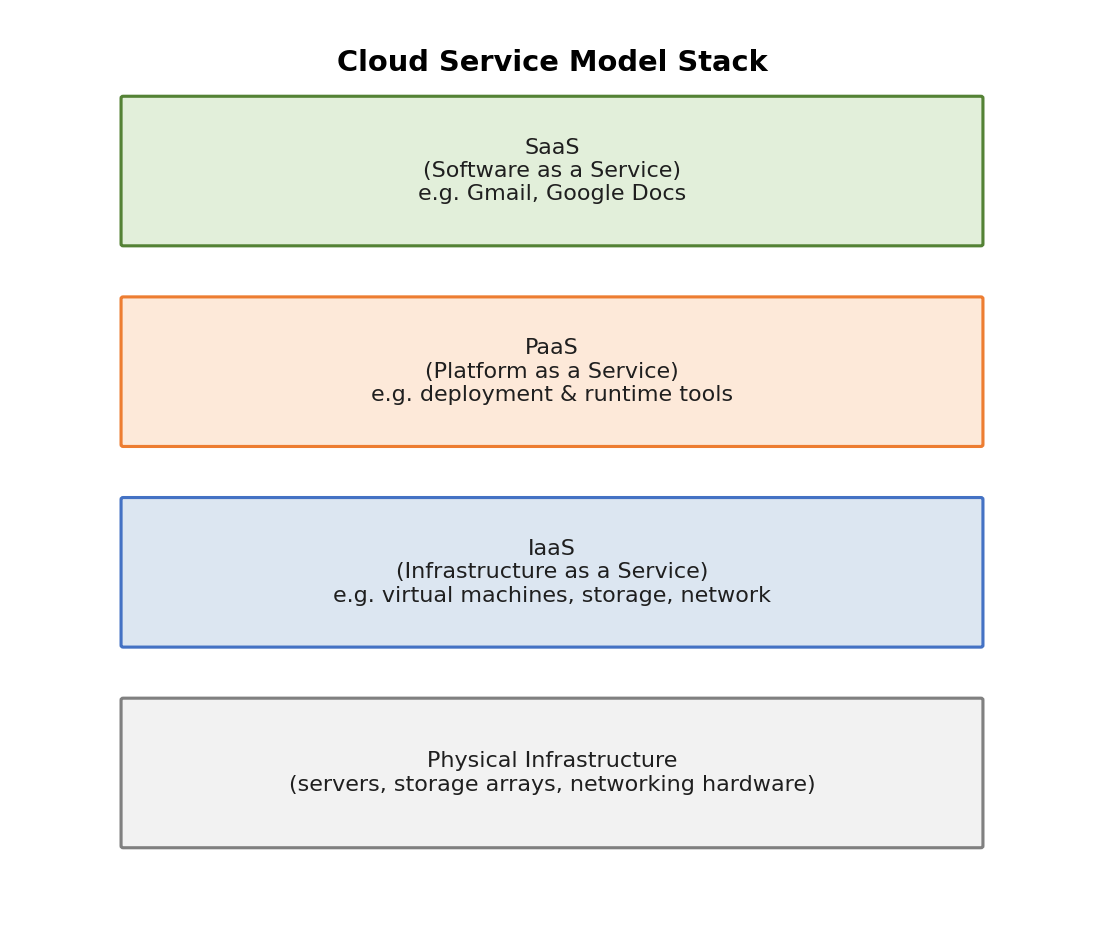 Cloud Service Model Stack
SaaS
(Software as a Service)
e.g. Gmail, Google Docs
PaaS
(Platform as a Service)
e.g. deployment & runtime tools
IaaS
(Infrastructure as a Service)
e.g. virtual machines, storage, network
Physical Infrastructure
(servers, storage arrays, networking hardware)